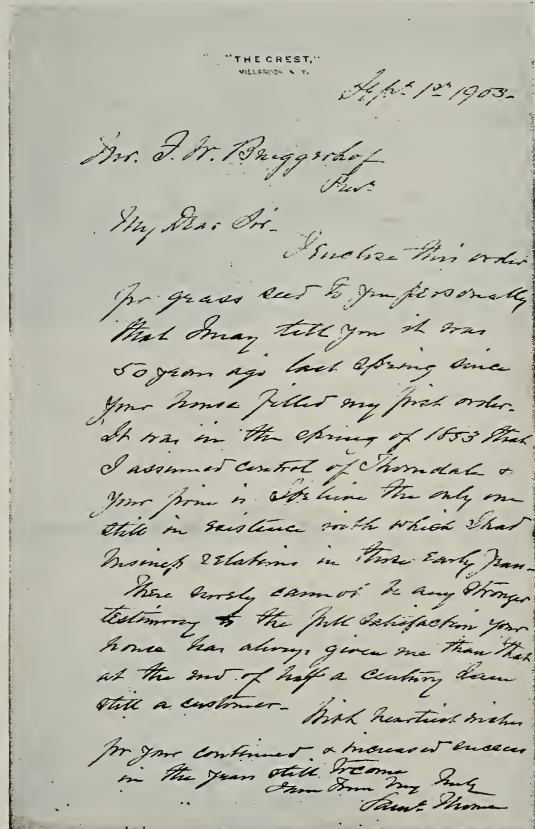 "THE CREST,"
MILLBROOK N. Y.
Sept. 1st 1903-
Mr. F. W. Bruggerhof
Prest.
My Dear Sir-
I enclose this order
for grass seed to you personally
that I may tell you it was
50 years ago last spring since
your house filled my first order-
It was in the spring of 1853 that
I assumed control of Thorndale &
your firm is I believe the only one
still in existence with which I had
business relations in those early years-
There surely cannot be any stronger
testimony to the full satisfaction your
house has always given me than that
at the end of half a century I am
still a customer- With heartiest wishes
for your continued & increased success
in the years still to come
I am Yours Very Truly
Saml. Thorne